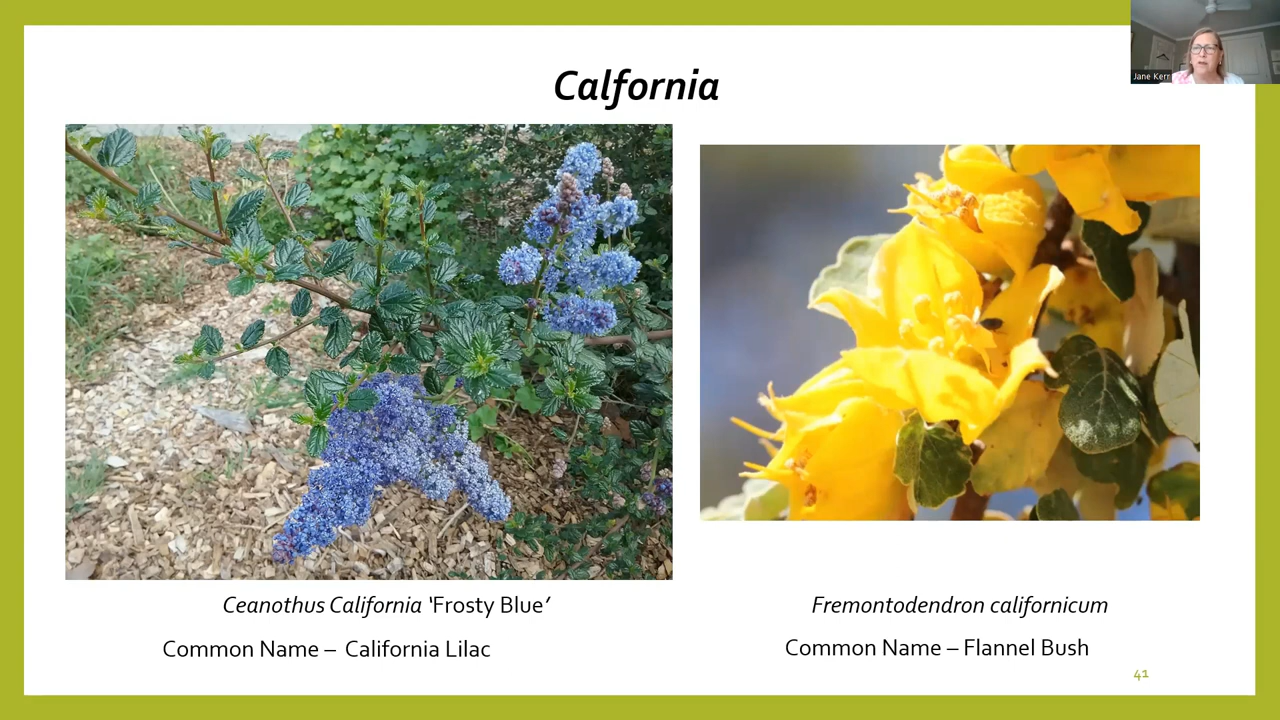 Calfornia
Jane Kerr
Ceanothus California 'Frosty Blue'
Common Name – California Lilac
Fremontodendron californicum
Common Name – Flannel Bush
41